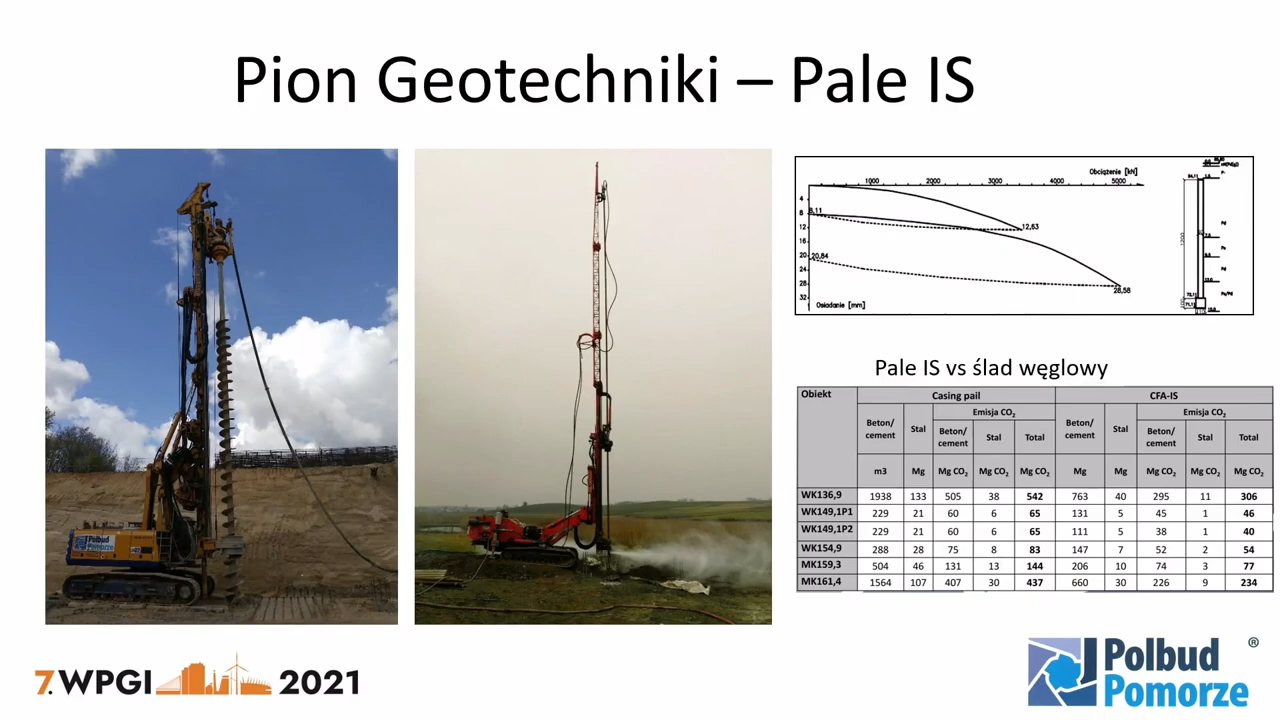 Pion Geotechniki – Pale IS
Obciążenie [kN]
1000 2000 3000 4000 5000
4
8
12
16
20
24
28
32
8,11
12,63
20,84
28,58
Osiadanie [mm]
Pale IS vs ślad węglowy
Obiekt Casing pail CFA-IS
Beton/cement Stal Emisja CO2 Beton/cement Stal Emisja CO2
Beton/cement Stal Total Beton/cement Stal Total
m3 Mg Mg CO2 Mg CO2 Mg CO2 Mg Mg Mg CO2 Mg CO2 Mg CO2
WK136,9 1938 133 505 38 542 763 40 295 11 306
WK149,1P1 229 21 60 6 65 131 5 45 1 46
WK149,1P2 229 21 60 6 65 111 5 38 1 40
WK154,9 288 28 75 8 83 147 7 52 2 54
MK159,3 504 46 131 13 144 206 10 74 3 77
MK161,4 1564 107 407 30 437 660 30 226 9 234
Polbud
Pomorze
7. WPGI 2021
Polbud ®
Pomorze